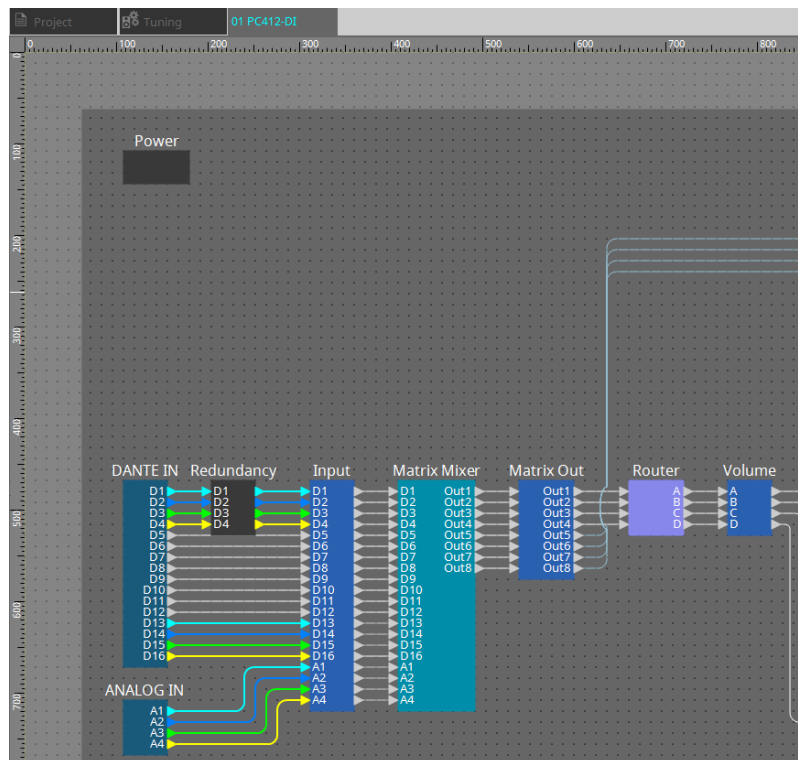 Project Tuning 01 PC412-DI
0 100 200 300 400 500 600 700 800
0
100
200
300
400
500
600
700
Power
DANTE IN Redundancy Input Matrix Mixer Matrix Out Router Volume
D1 D1 D1 D1 Out1 Out1 A A
D2 D2 D2 D2 Out2 Out2 B B
D3 D3 D3 D3 Out3 Out3 C C
D4 D4 D4 D4 Out4 Out4 D D
D5 D5 D5 Out5 Out5
D6 D6 D6 Out6 Out6
D7 D7 D7 Out7 Out7
D8 D8 D8 Out8 Out8
D9 D9 D9
D10 D10 D10
D11 D11 D11
D12 D12 D12
D13 D13 D13
D14 D14 D14
D15 D15 D15
D16 D16 D16
A1 A1
A2 A2
A3 A3
A4 A4
ANALOG IN
A1
A2
A3
A4